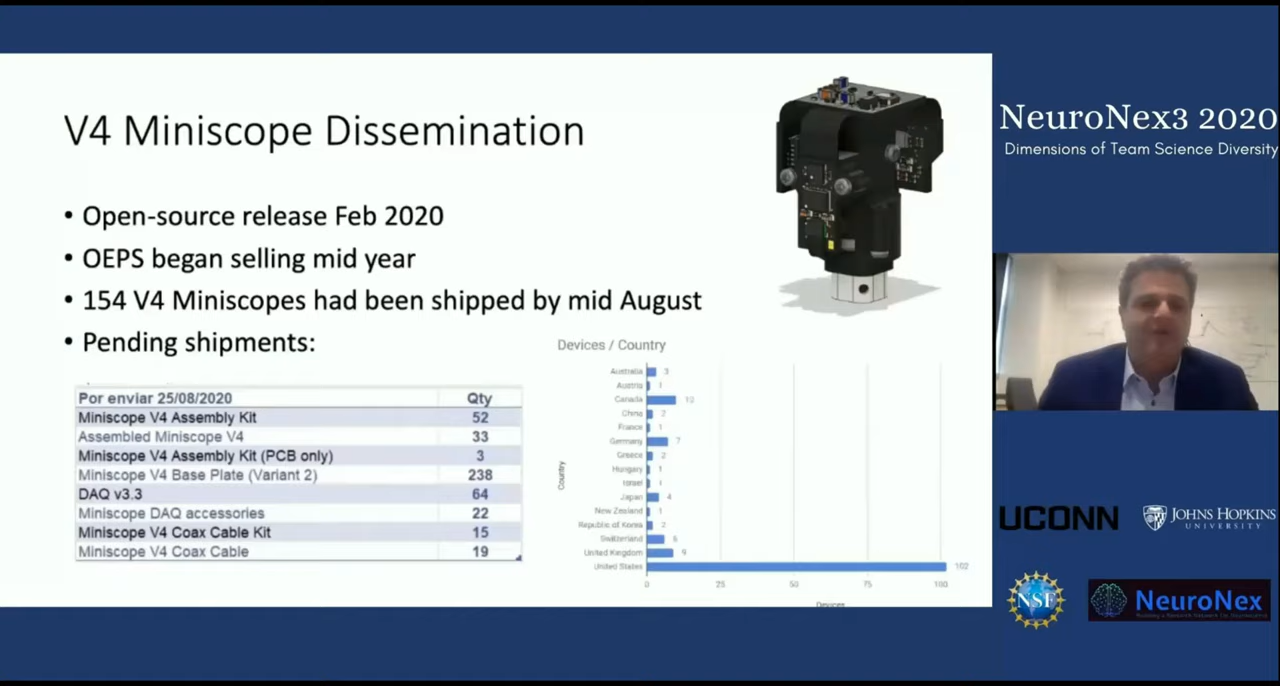 V4 Miniscope Dissemination
• Open-source release Feb 2020
• OEPS began selling mid year
• 154 V4 Miniscopes had been shipped by mid August
• Pending shipments:
Por enviar 25/08/2020 Qty
Miniscope V4 Assembly Kit 52
Assembled Miniscope V4 33
Miniscope V4 Assembly Kit (PCB only) 3
Miniscope V4 Base Plate (Variant 2) 238
DAQ v3.3 64
Miniscope DAQ accessories 22
Miniscope V4 Coax Cable Kit 15
Miniscope V4 Coax Cable 19
Devices / Country
Country
Australia 3
Austria 1
Canada 10
China 2
France 1
Germany 7
Greece 2
Hungary 1
Israel 1
Japan 4
New Zealand 1
Republic of Korea 2
Switzerland 6
United Kingdom 9
United States 102
0 25 50 75 100
Devices
NeuroNex3 2020
Dimensions of Team Science Diversity
UCONN
JOHNS HOPKINS
UNIVERSITY
NSF
NeuroNex